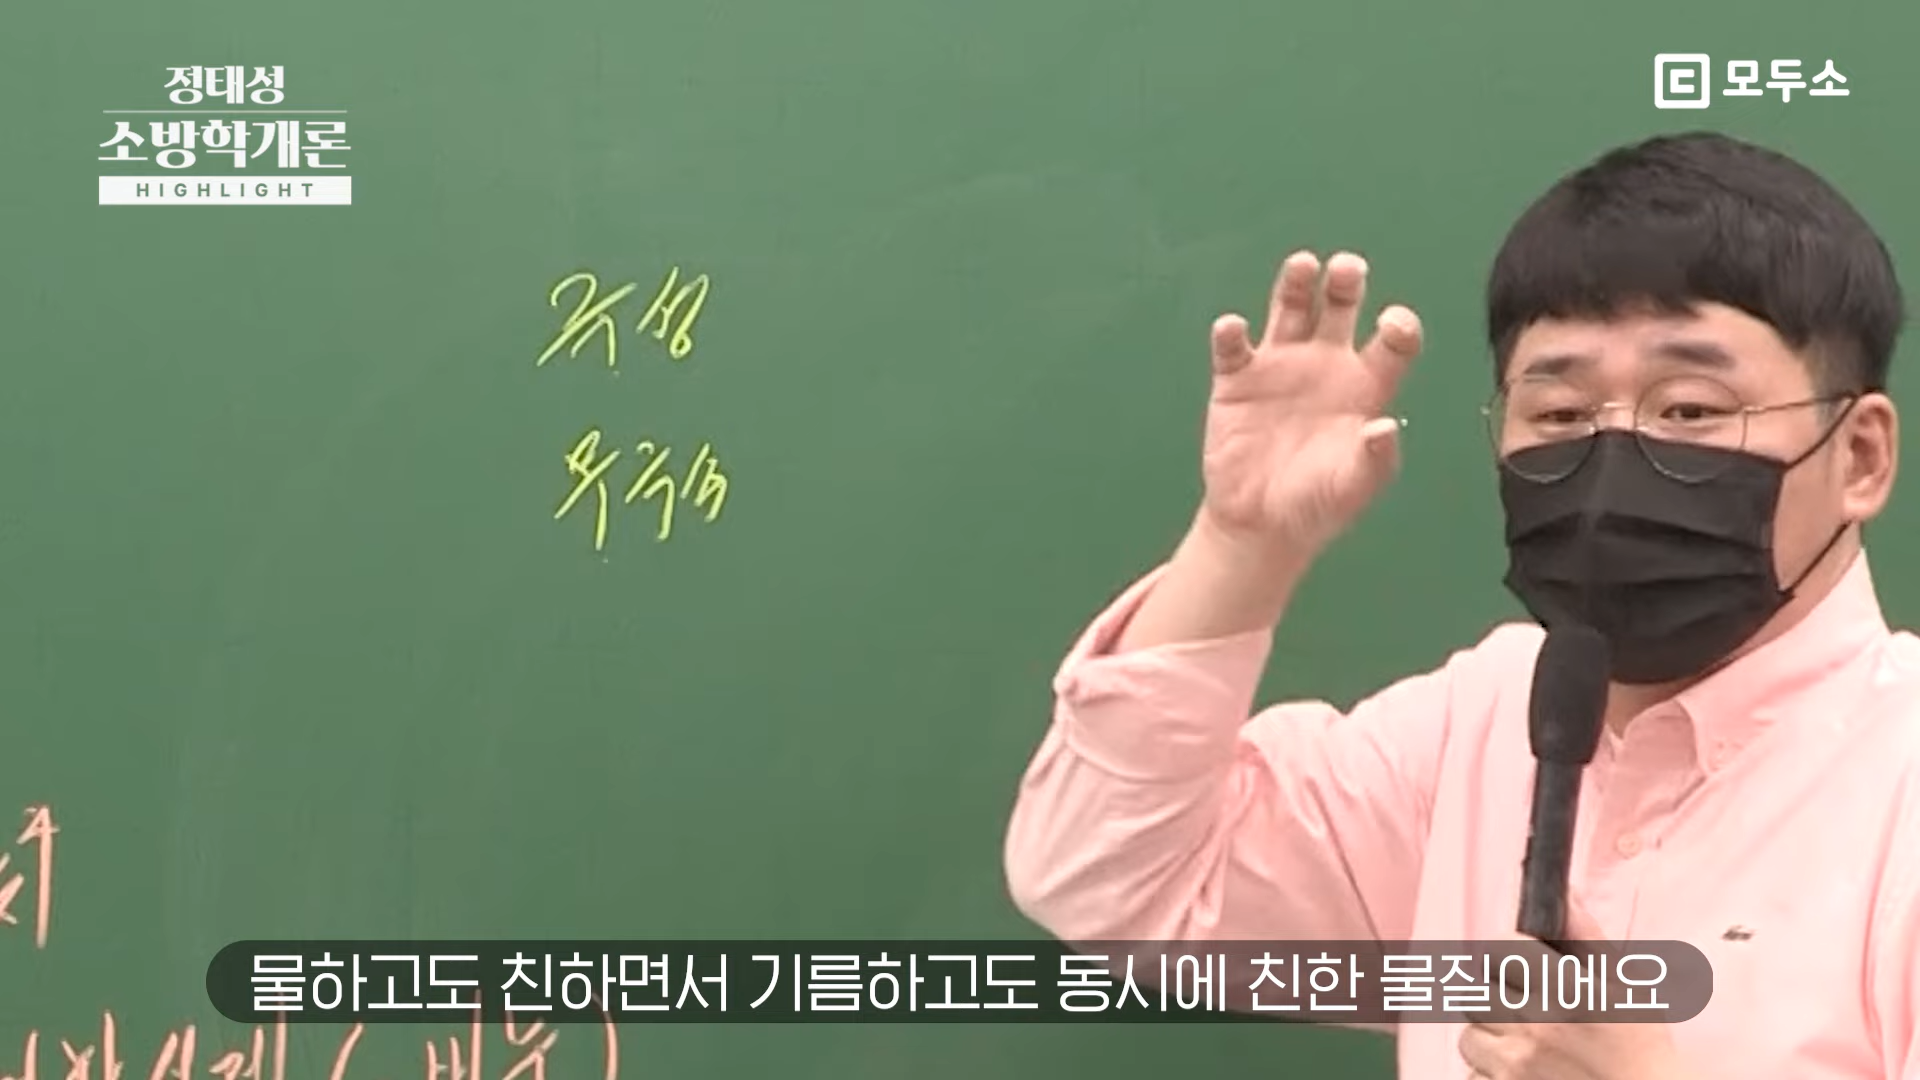 정태성
소방학개론
HIGHLIGHT
모두소
극성
무극성
물하고도 친하면서 기름하고도 동시에 친한 물질이에요